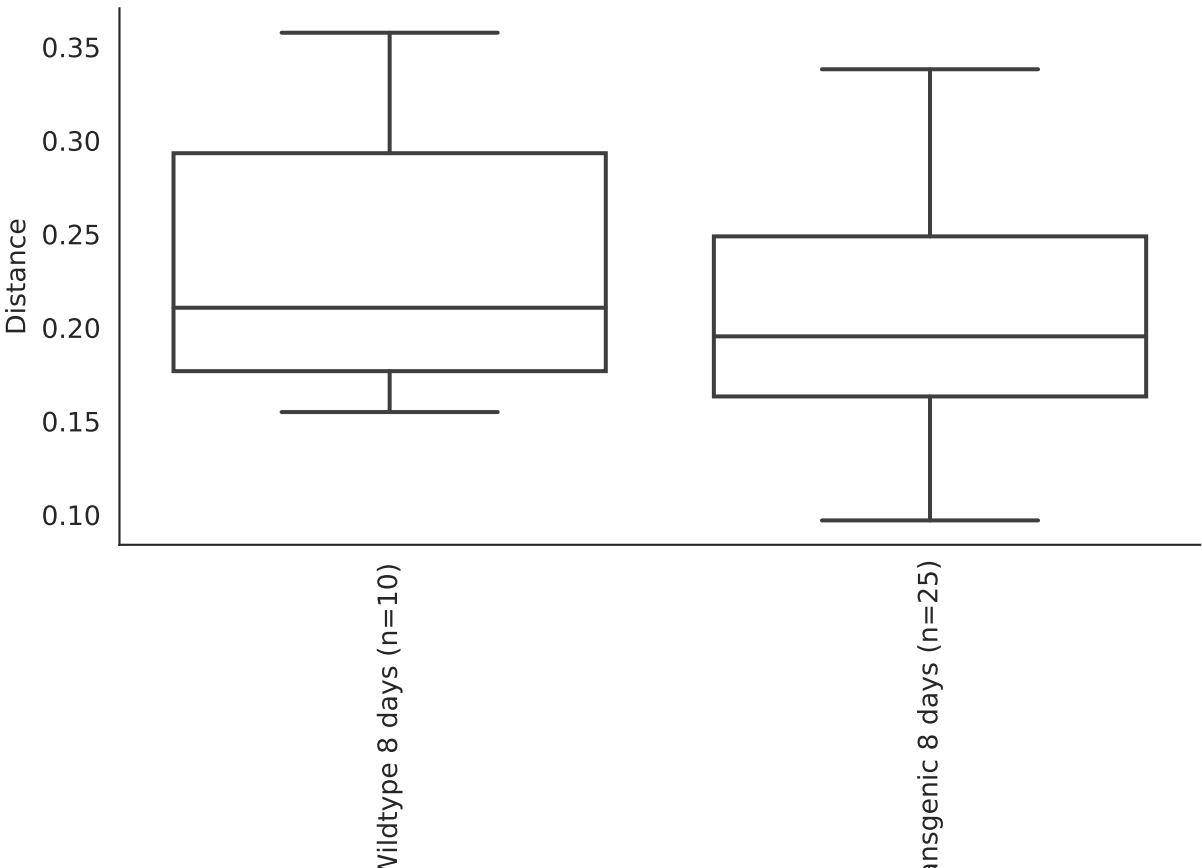 Distance
0.35
0.30
0.25
0.20
0.15
0.10
Wildtype 8 days (n=10)
ansgenic 8 days (n=25)